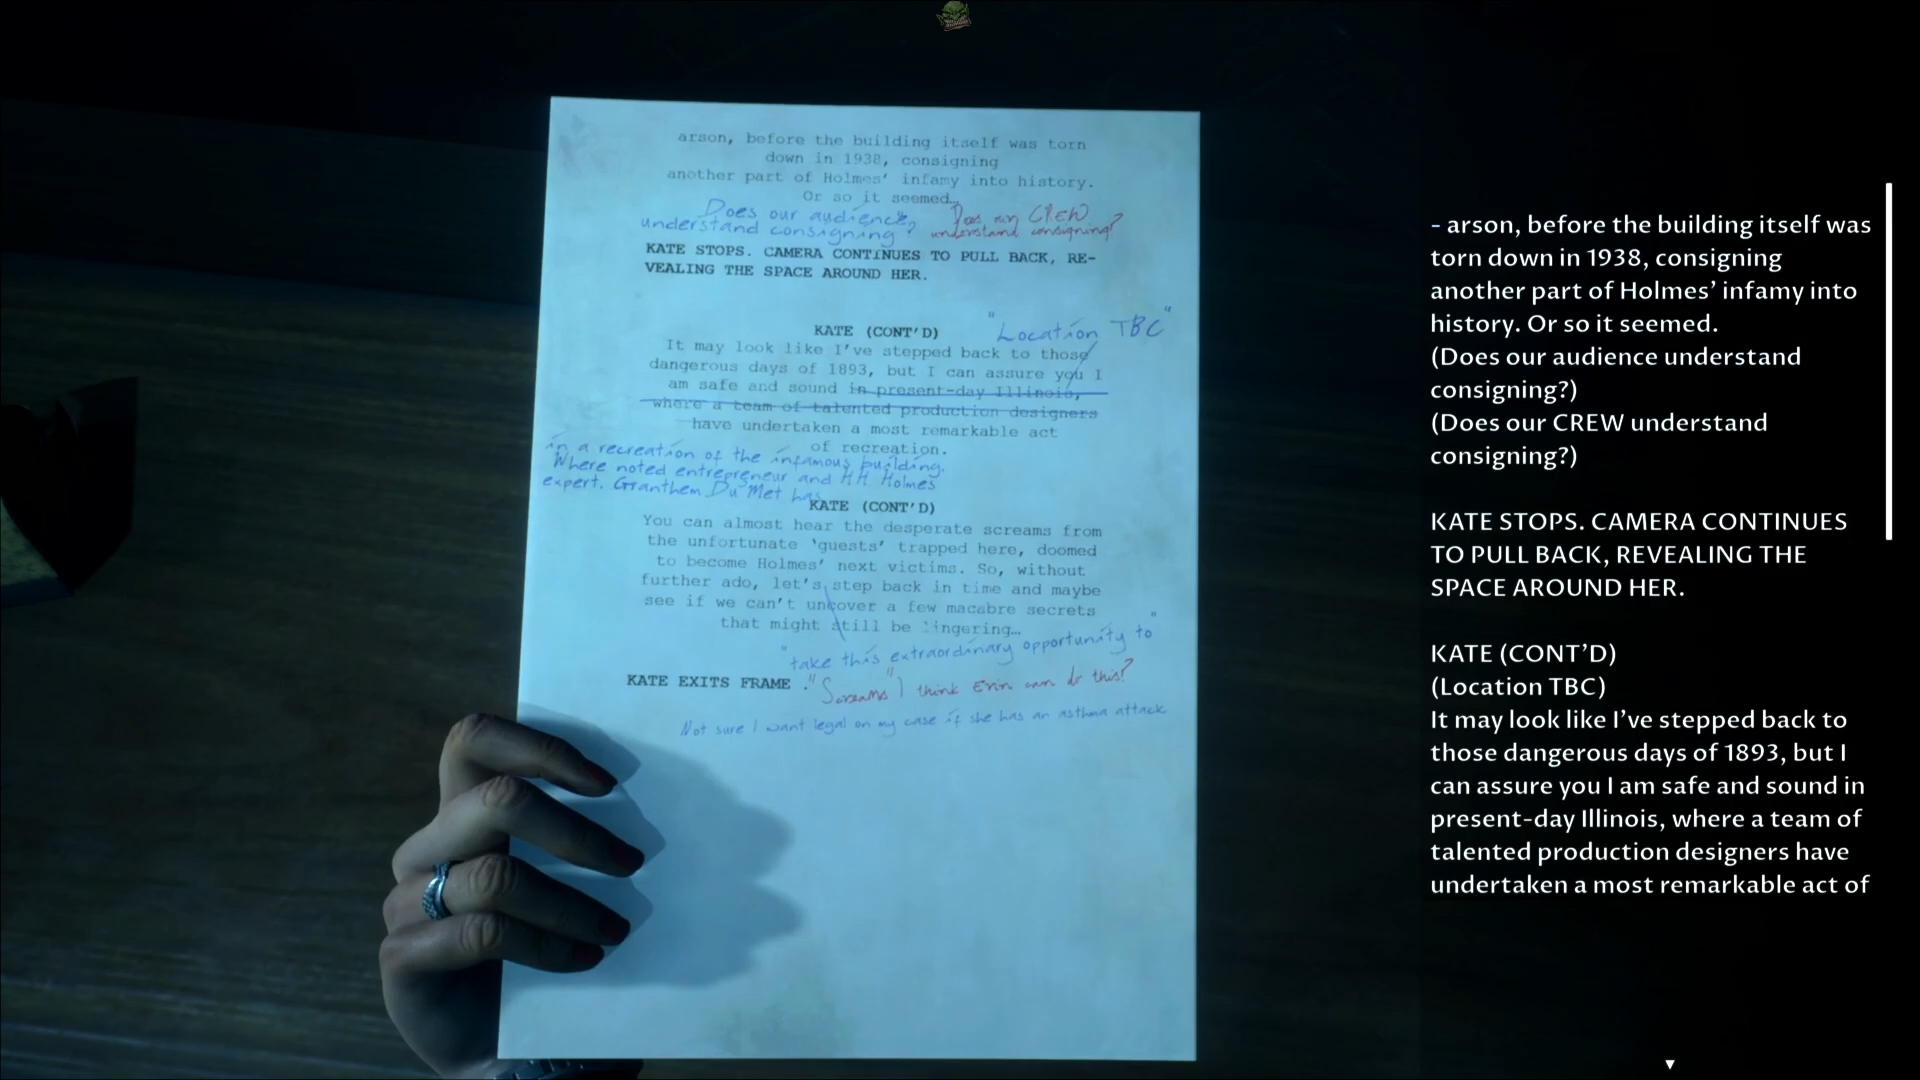 arson, before the building itself was torn
down in 1938, consigning
another part of Holmes' infamy into history.
Or so it seemed…
Does our audience
understand consigning?
Does our CREW
understand consigning?
KATE STOPS. CAMERA CONTINUES TO PULL BACK, RE-
VEALING THE SPACE AROUND HER.
KATE (CONT'D)
"Location TBC"
It may look like I've stepped back to those
dangerous days of 1893, but I can assure you I
am safe and sound in present-day Illinois,
where a team of talented production designers
have undertaken a most remarkable act
of recreation.
in a recreation of the infamous building.
Where noted entrepreneur and HH Holmes
expert. Granthem Du'Met has
KATE (CONT'D)
You can almost hear the desperate screams from
the unfortunate 'guests' trapped here, doomed
to become Holmes' next victims. So, without
further ado, let's step back in time and maybe
see if we can't uncover a few macabre secrets
that might still be lingering…
"take this extraordinary opportunity to"
KATE EXITS FRAME.
"Screams" I think Erin can do this?
Not sure I want legal on my case if she has an asthma attack
- arson, before the building itself was
torn down in 1938, consigning
another part of Holmes’ infamy into
history. Or so it seemed.
(Does our audience understand
consigning?)
(Does our CREW understand
consigning?)
KATE STOPS. CAMERA CONTINUES
TO PULL BACK, REVEALING THE
SPACE AROUND HER.
KATE (CONT’D)
(Location TBC)
It may look like I’ve stepped back to
those dangerous days of 1893, but I
can assure you I am safe and sound in
present-day Illinois, where a team of
talented production designers have
undertaken a most remarkable act of